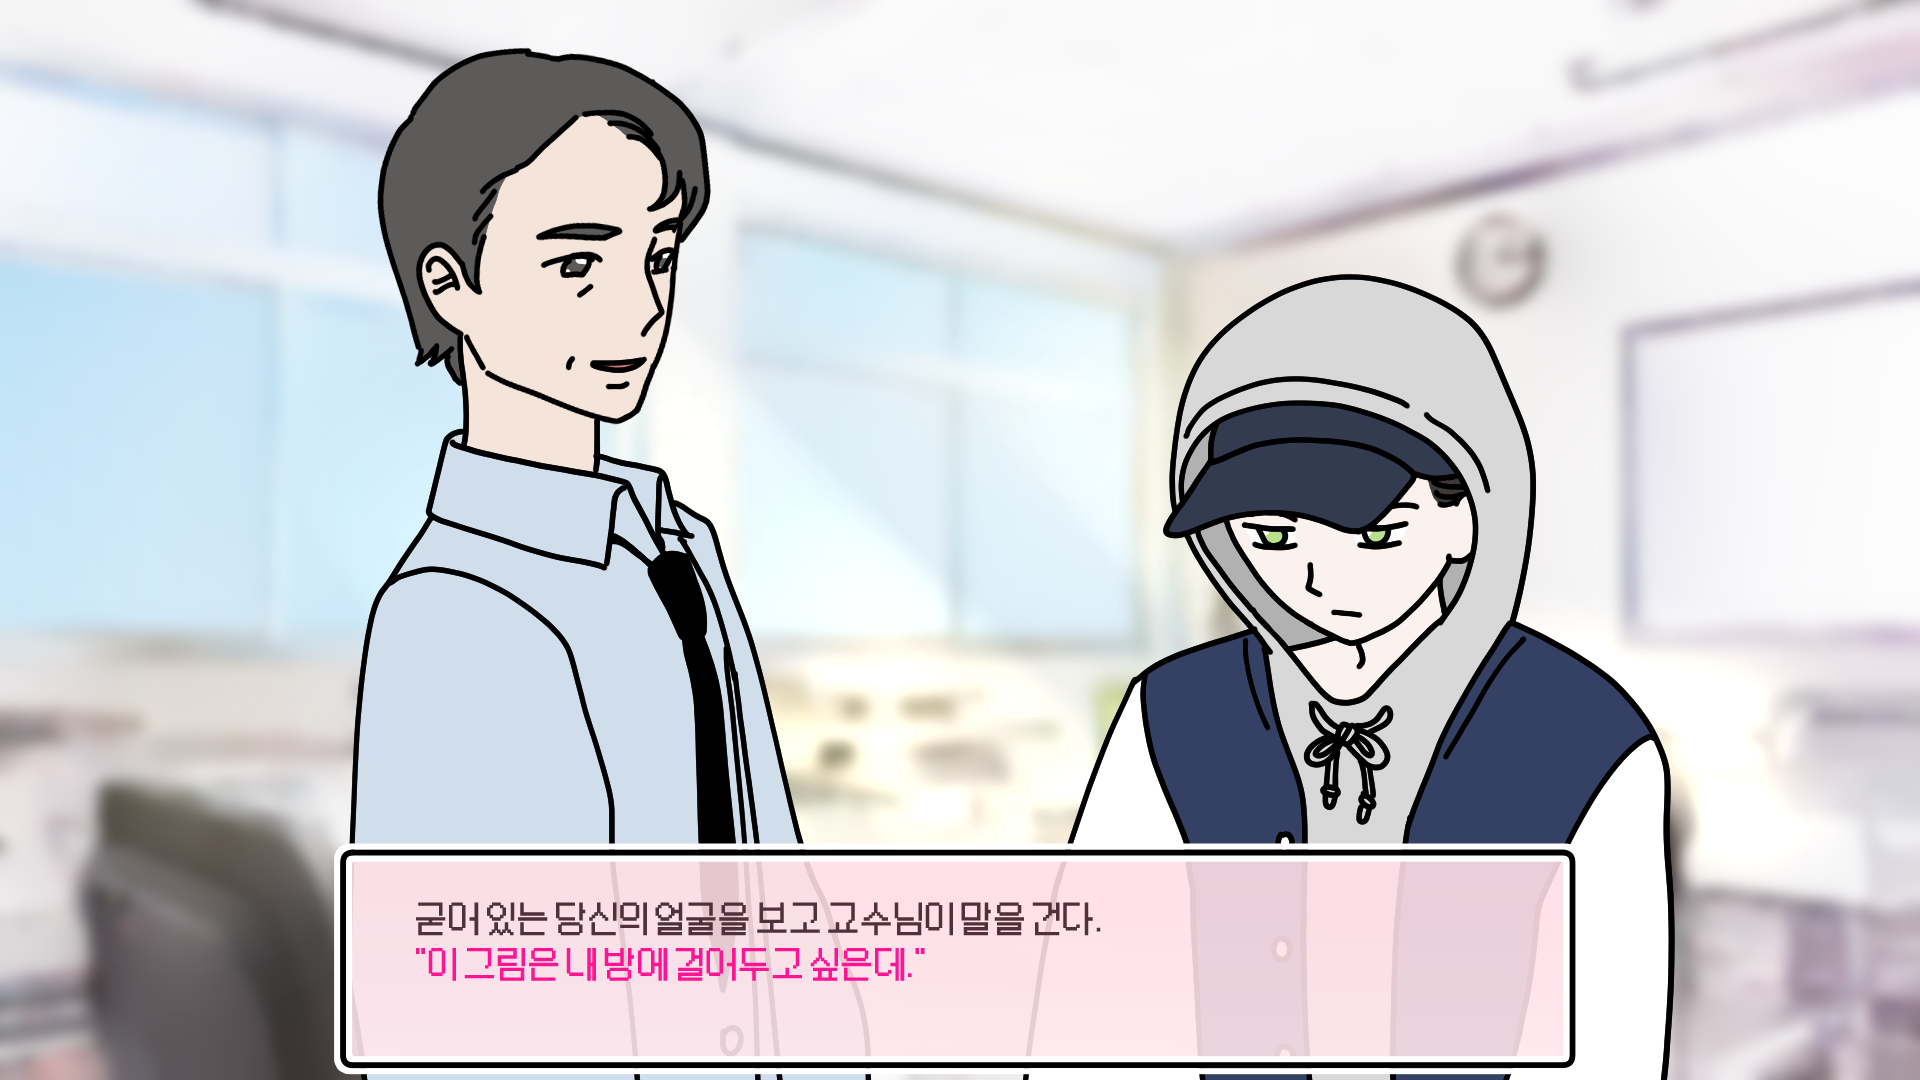 굳어 있는 당신의 얼굴을 보고 교수님이 말을 건다.
"이 그림은 내 방에 걸어두고 싶은데."